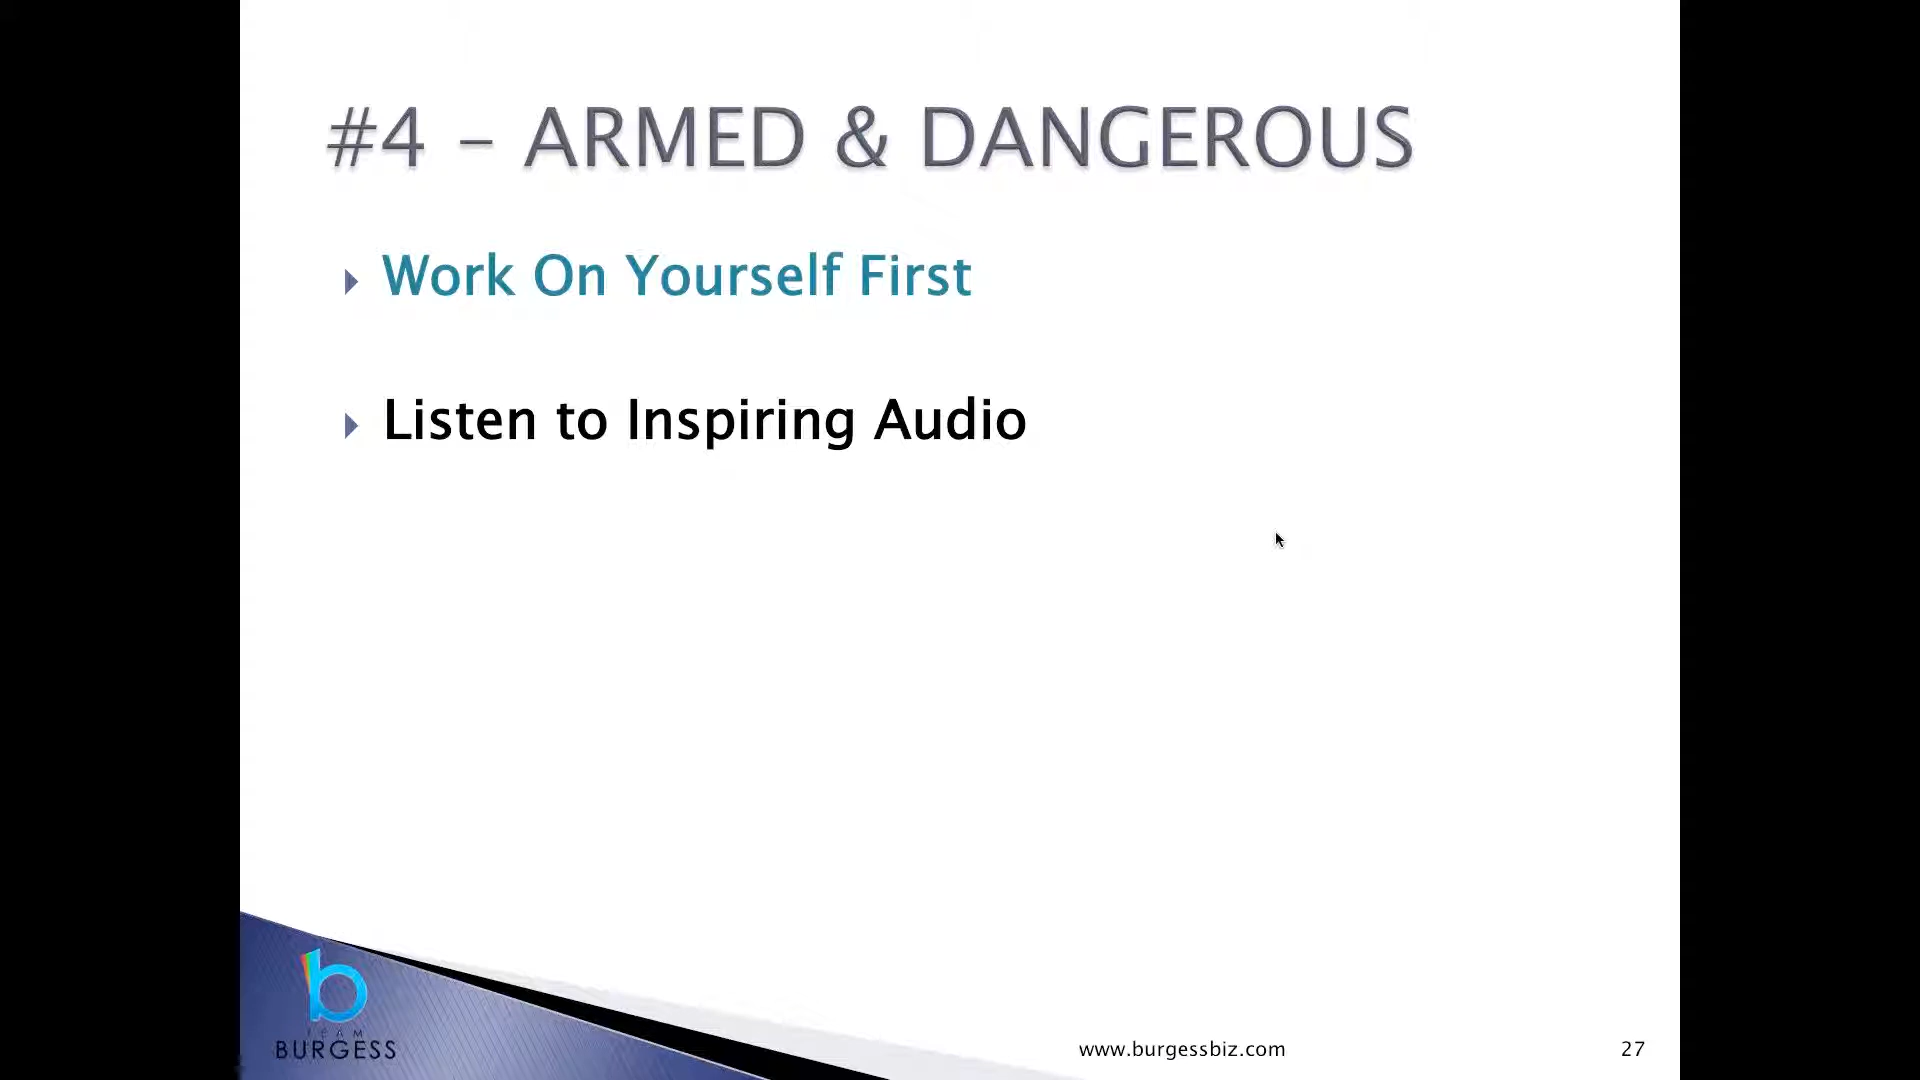 #4 – ARMED & DANGEROUS
Work On Yourself First
Listen to Inspiring Audio
b
TEAM
BURGESS
www.burgessbiz.com
27